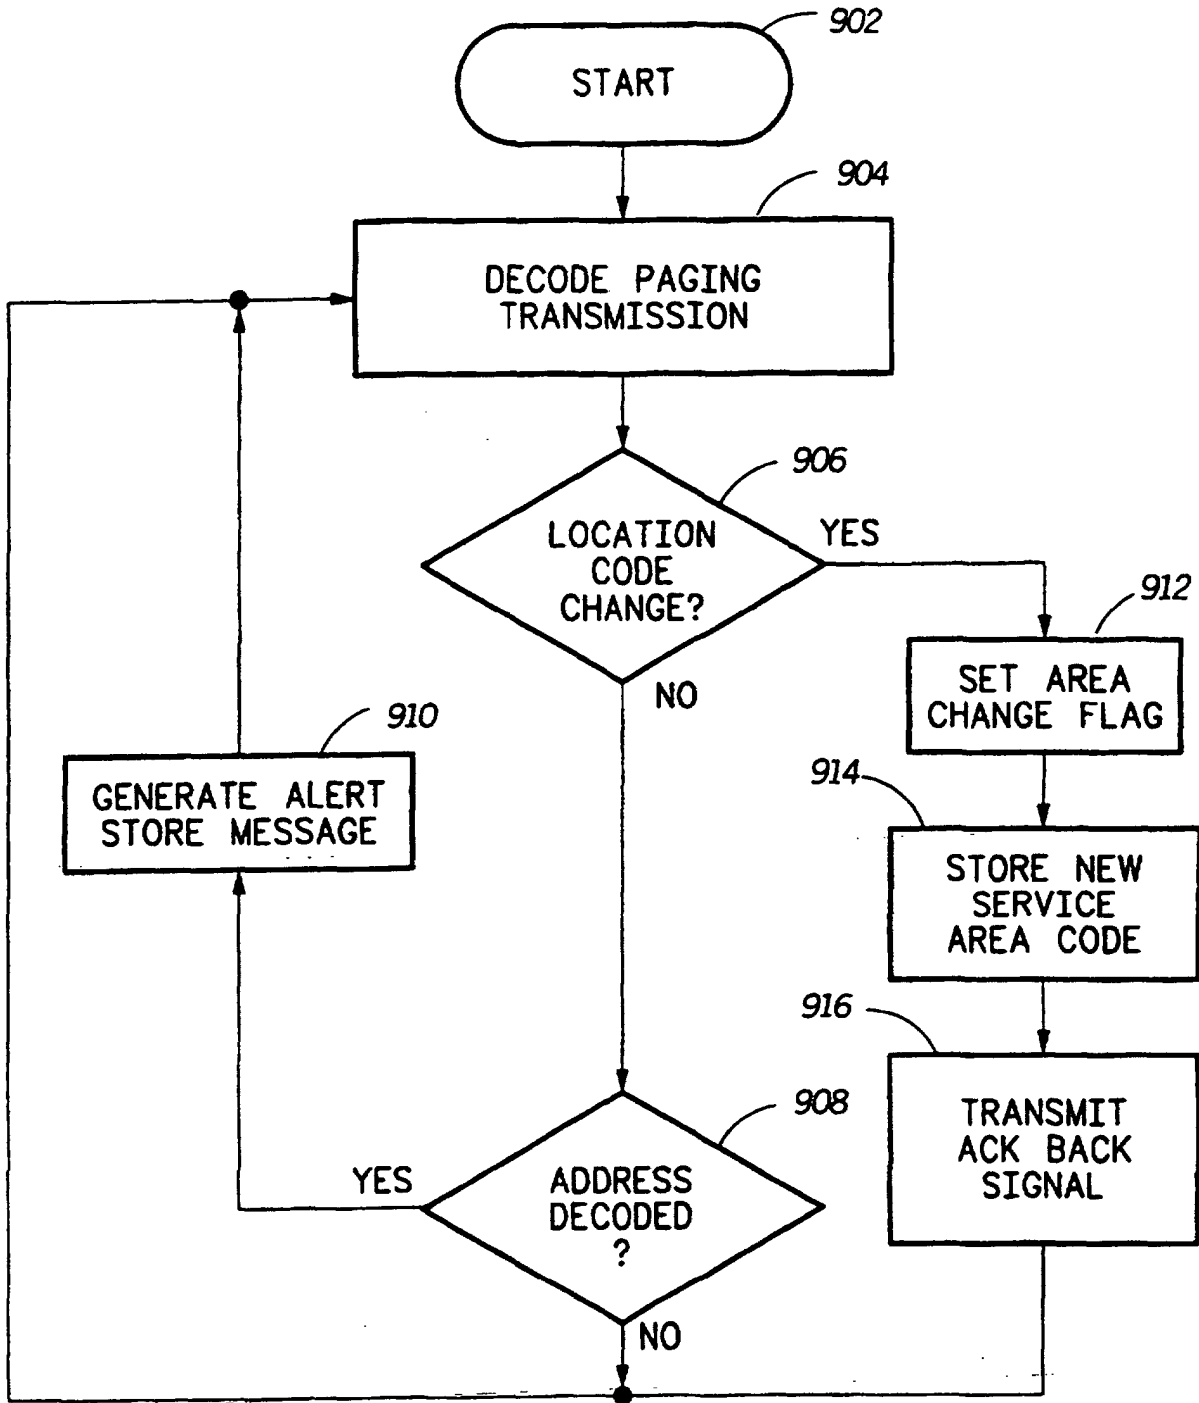 902
START
904
DECODE PAGING
TRANSMISSION
906
LOCATION
CODE
CHANGE?
YES
NO
912
SET AREA
CHANGE FLAG
910
GENERATE ALERT
STORE MESSAGE
914
STORE NEW
SERVICE
AREA CODE
916
TRANSMIT
ACK BACK
SIGNAL
908
YES
ADDRESS
DECODED
?
NO